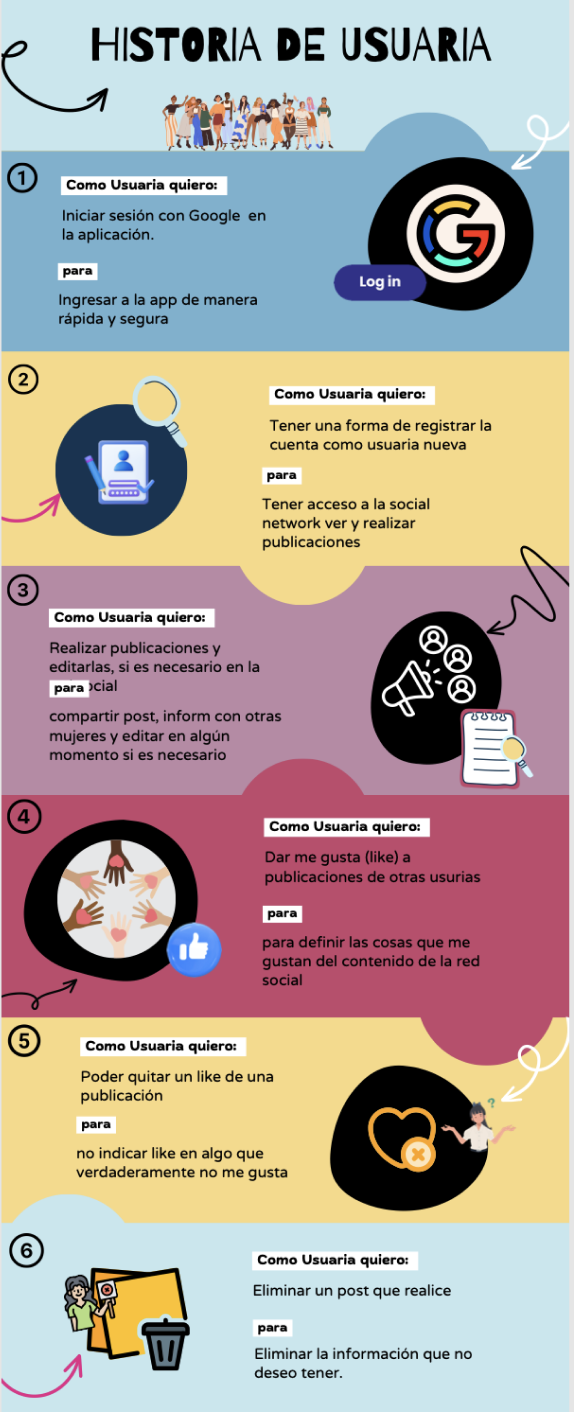 HISTORIA DE USUARIA
1
Como Usuaria quiero:
Iniciar sesión con Google en
la aplicación.
para
Ingresar a la app de manera
rápida y segura
G
Log in
2
Como Usuaria quiero:
Tener una forma de registrar la
cuenta como usuaria nueva
para
Tener acceso a la social
network ver y realizar
publicaciones
3
Como Usuaria quiero:
Realizar publicaciones y
editarlas, si es necesario en la
para ocial
compartir post, inform con otras
mujeres y editar en algún
momento si es necesario
4
Como Usuaria quiero:
Dar me gusta (like) a
publicaciones de otras usurias
para
para definir las cosas que me
gustan del contenido de la red
social
5
Como Usuaria quiero:
Poder quitar un like de una
publicación
para
no indicar like en algo que
verdaderamente no me gusta
?
6
Como Usuaria quiero:
Eliminar un post que realice
para
Eliminar la información que no
deseo tener.